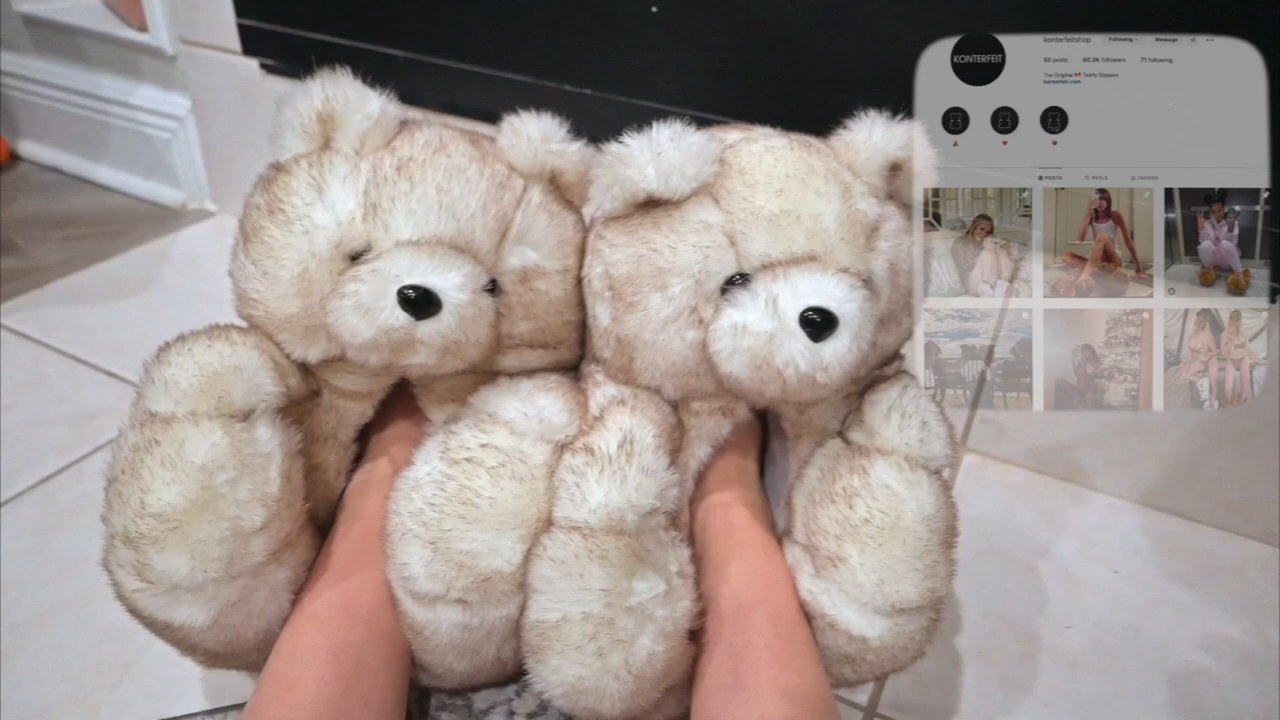 KONTERFEIT
konterfeitshop
Following
Message
50 posts
60.3K followers
71 following
The Original 🇨🇦 Teddy Slippers
konterfeit.com
POSTS
REELS
TAGGED